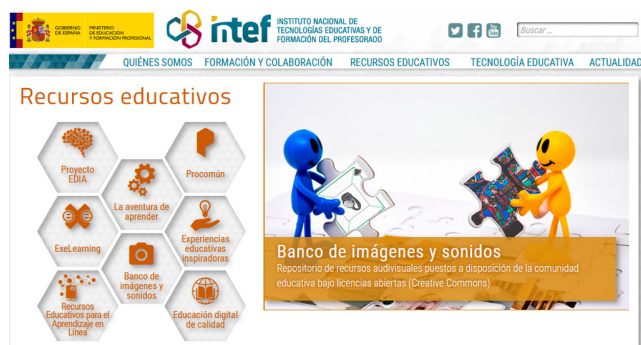 GOBIERNO
DE ESPAÑA
MINISTERIO
DE EDUCACIÓN
Y FORMACIÓN PROFESIONAL
intef
INSTITUTO NACIONAL DE
TECNOLOGÍAS EDUCATIVAS Y DE
FORMACIÓN DEL PROFESORADO
Buscar ...
QUIÉNES SOMOS FORMACIÓN Y COLABORACIÓN RECURSOS EDUCATIVOS TECNOLOGÍA EDUCATIVA ACTUALIDAD
Recursos educativos
Proyecto
EDIA
Procomún
La aventura de
aprender
ExeLearning
Experiencias
educativas
inspiradoras
Banco de
imágenes y
sonidos
Recursos
Educativos para el
Aprendizaje en
Línea
Educación digital
de calidad
Banco de imágenes y sonidos
Repositorio de recursos audiovisuales puestos a disposición de la comunidad
educativa bajo licencias abiertas (Creative Commons)